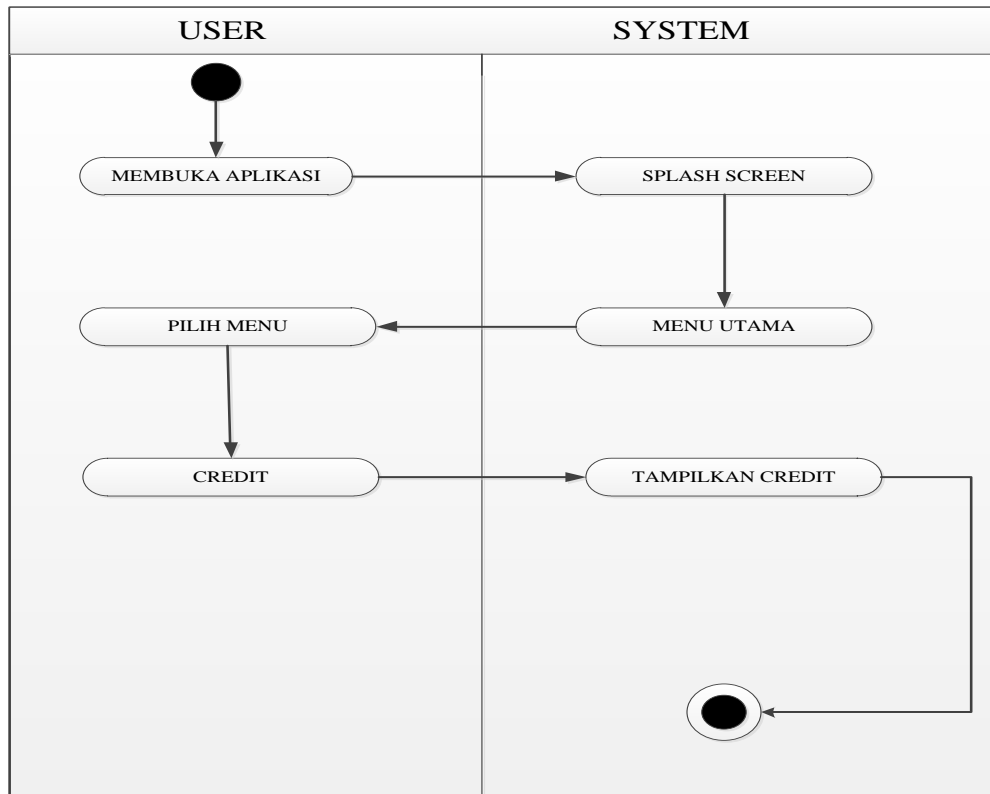 USER
SYSTEM
MEMBUKA APLIKASI
SPLASH SCREEN
PILIH MENU
MENU UTAMA
CREDIT
TAMPILKAN CREDIT